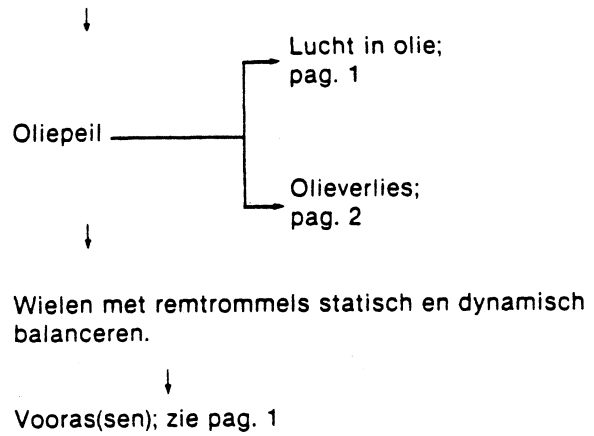 Lucht in olie;
pag. 1
Oliepeil
Olieverlies;
pag. 2
Wielen met remtrommels statisch en dynamisch
balanceren.
Vooras(sen); zie pag. 1